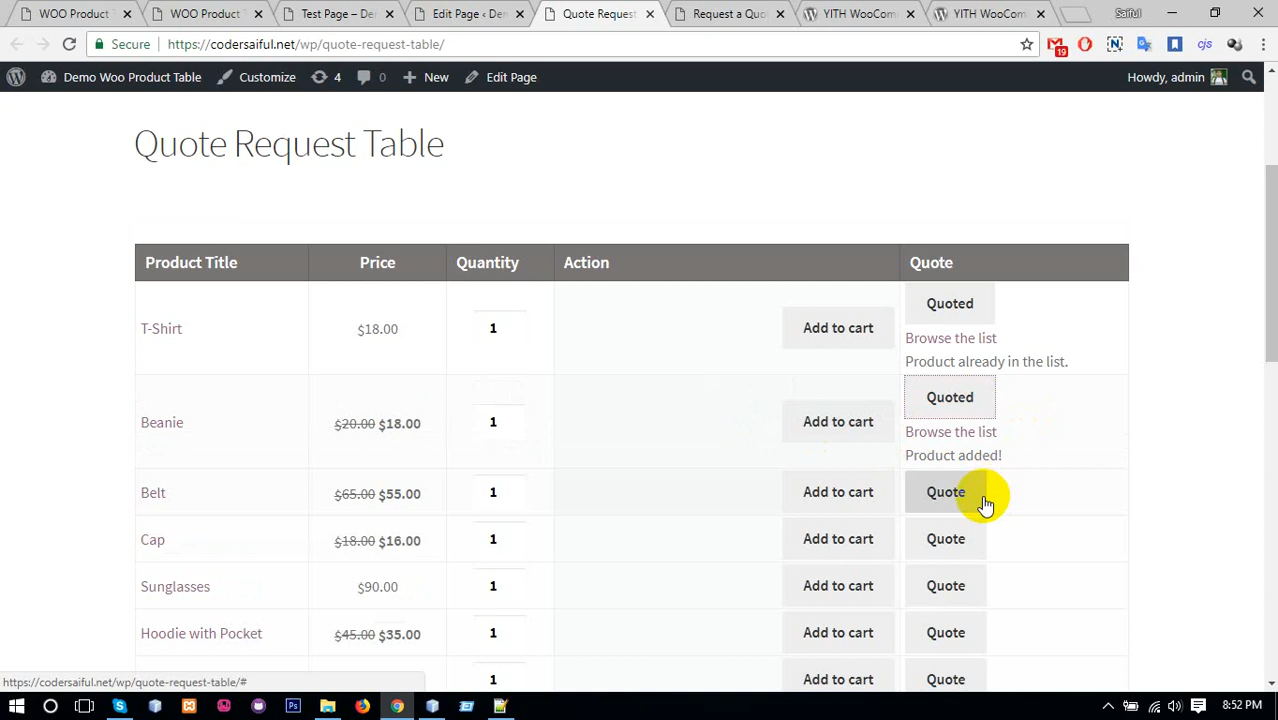 WOO Product T
WOO Product T
Test Page – De
Edit Page ‹ De
Quote Request
Request a Quo
YITH WooCom
YITH WooCom
Saiful
Secure
https://codersaiful.net/wp/quote-request-table/
19
cjs
Demo Woo Product Table
Customize
4
0
New
Edit Page
Howdy, admin
Quote Request Table
Product Title Price Quantity Action Quote
T-Shirt $18.00 1 Add to cart Quoted
Browse the list
Product already in the list.
Beanie $20.00 $18.00 1 Add to cart Quoted
Browse the list
Product added!
Belt $65.00 $55.00 1 Add to cart Quote
Cap $18.00 $16.00 1 Add to cart Quote
Sunglasses $90.00 1 Add to cart Quote
Hoodie with Pocket $45.00 $35.00 1 Add to cart Quote
1 Add to cart Quote
https://codersaiful.net/wp/quote-request-table/#
8:52 PM